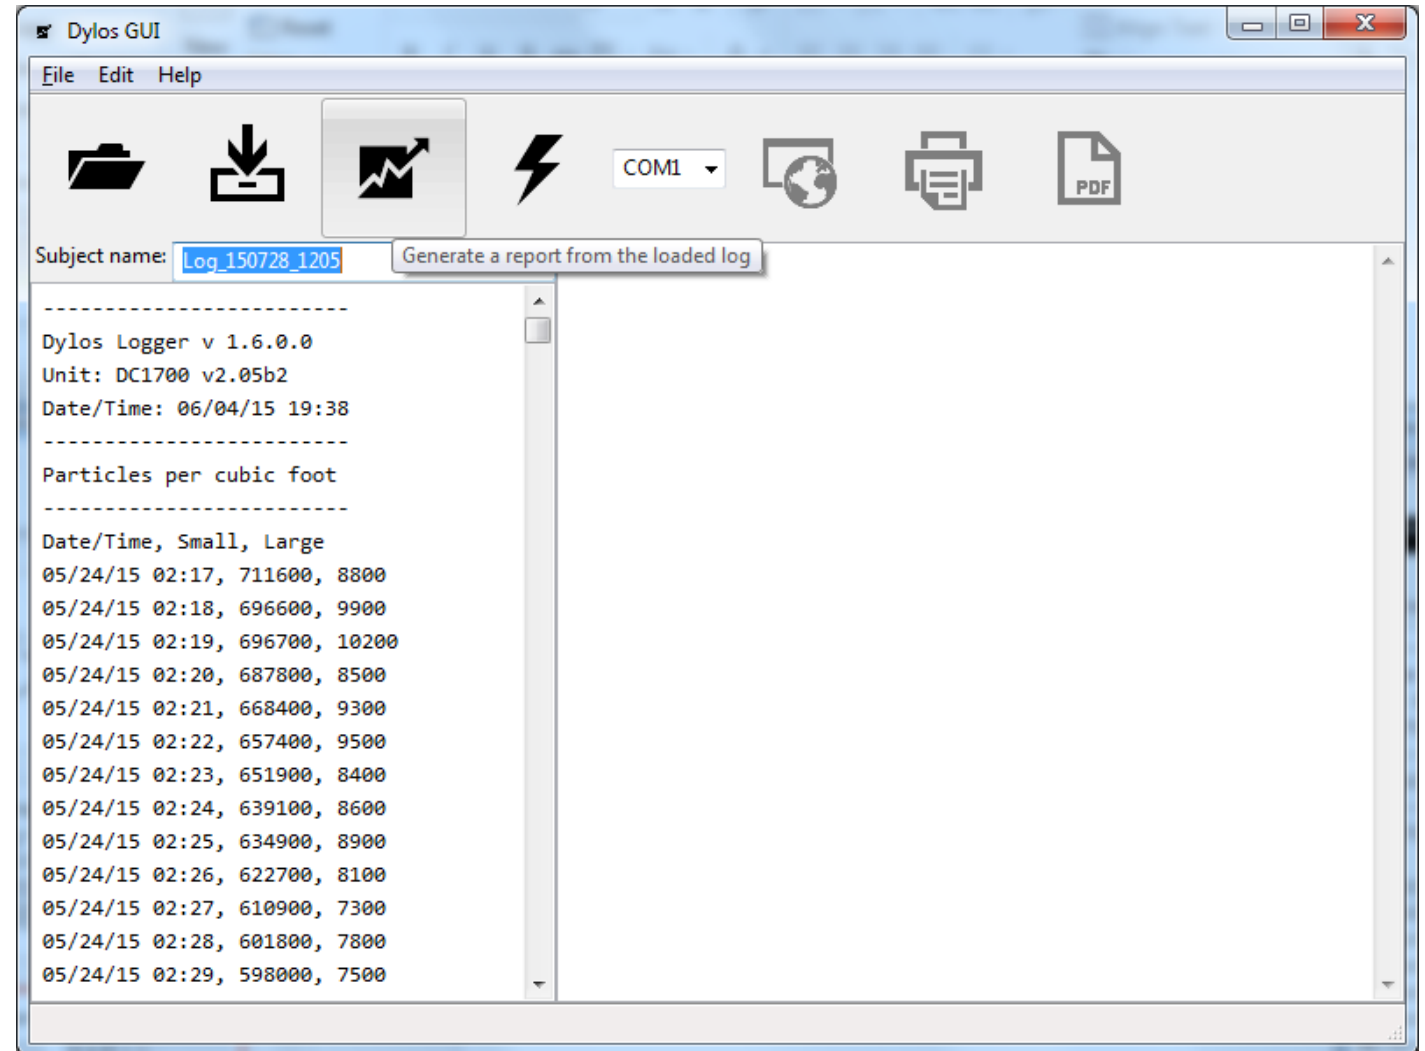 Dylos GUI
File Edit Help
COM1
PDF
Subject name: Log_150728_1205
Generate a report from the loaded log
-------------------------
Dylos Logger v 1.6.0.0
Unit: DC1700 v2.05b2
Date/Time: 06/04/15 19:38
-------------------------
Particles per cubic foot
-------------------------
Date/Time, Small, Large
05/24/15 02:17, 711600, 8800
05/24/15 02:18, 696600, 9900
05/24/15 02:19, 696700, 10200
05/24/15 02:20, 687800, 8500
05/24/15 02:21, 668400, 9300
05/24/15 02:22, 657400, 9500
05/24/15 02:23, 651900, 8400
05/24/15 02:24, 639100, 8600
05/24/15 02:25, 634900, 8900
05/24/15 02:26, 622700, 8100
05/24/15 02:27, 610900, 7300
05/24/15 02:28, 601800, 7800
05/24/15 02:29, 598000, 7500